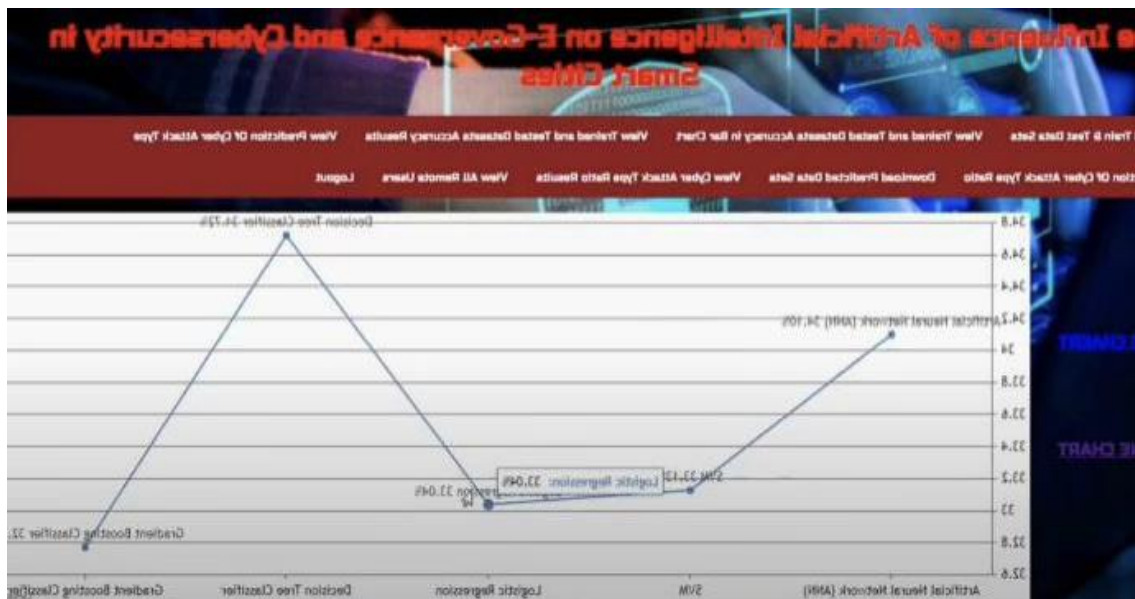 Influence of Artificial Intelligence on E-Governance and Cybersecurity in
Smart Cities
Train & Test Data Sets View Trained and Tested Datasets Accuracy in Bar Chart View Trained and Tested Datasets Accuracy Results View Prediction Of Cyber Attack Type
Of Cyber Attack Type Ratio Download Predicted Data Sets View Cyber Attack Type Ratio Results View All Remote Users Logout
34.8
Decision Tree Classifier 34.72%
34.6
34.4
34.2
Artificial Neural Network (ANN) 34.10%
34
33.8
33.6
33.4
CHART
33.2
SVM
Logistic Regression: 33.04%
Regression 33.04%
33
32.8
Gradient Boosting Classifier
32.6
Artificial Neural Network (ANN) SVM Logistic Regression Decision Tree Classifier Gradient Boosting Classifier